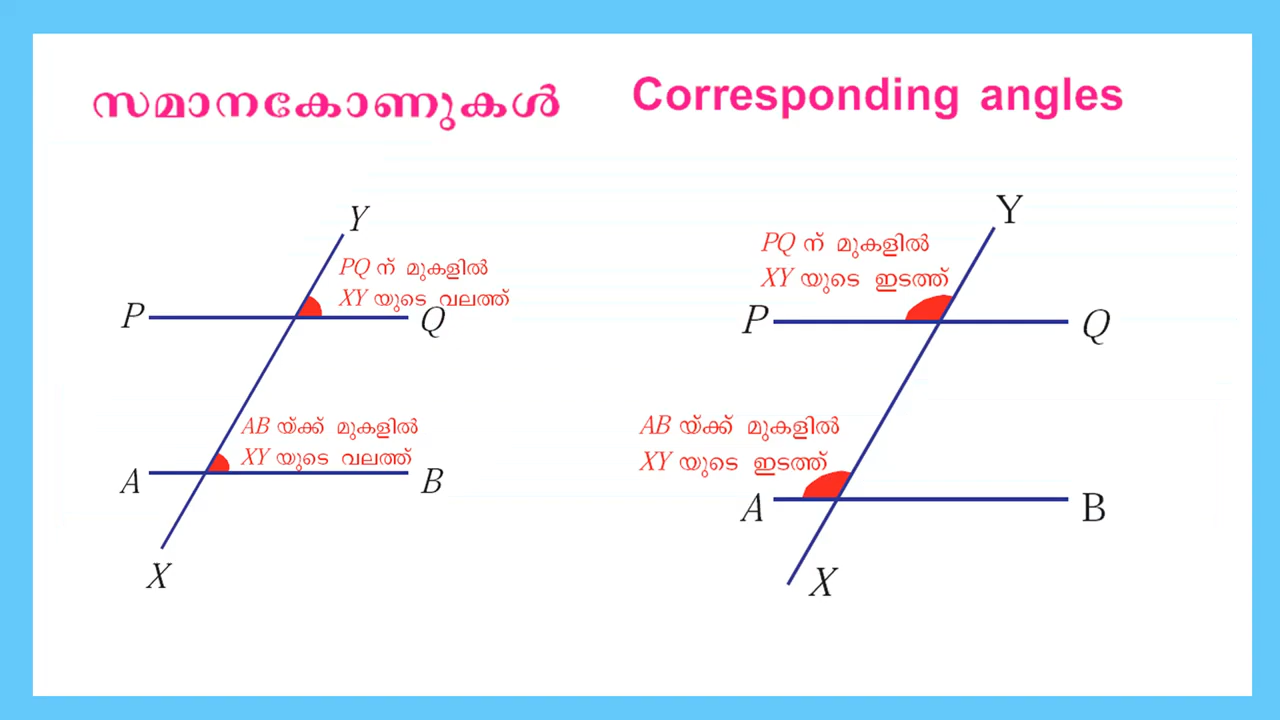 സമാനകോണുകൾ
Corresponding angles
Y
PQ ന് മുകളിൽ
XY യുടെ വലത്ത്
P
Q
AB യ്ക്ക് മുകളിൽ
XY യുടെ വലത്ത്
A
B
X
Y
PQ ന് മുകളിൽ
XY യുടെ ഇടത്ത്
P
Q
AB യ്ക്ക് മുകളിൽ
XY യുടെ ഇടത്ത്
A
B
X